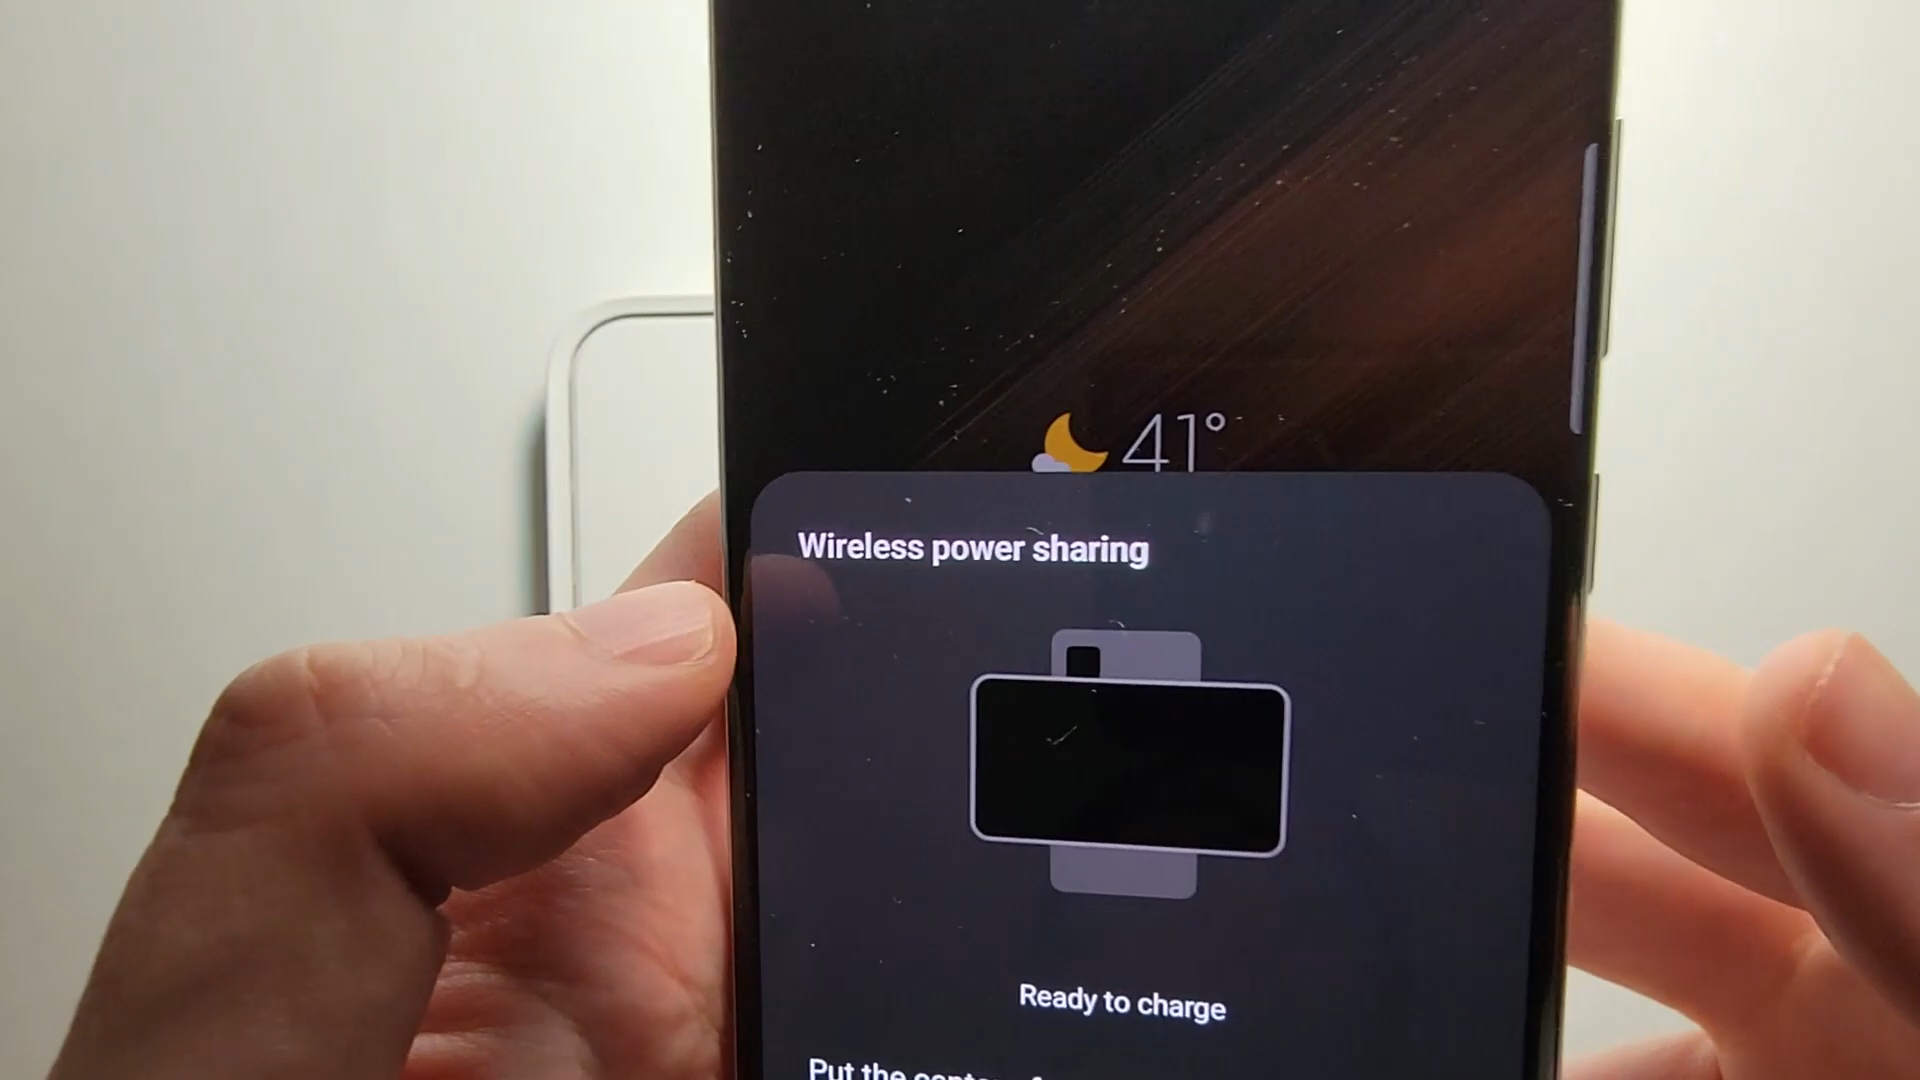 41°
Wireless power sharing
Ready to charge
Put the